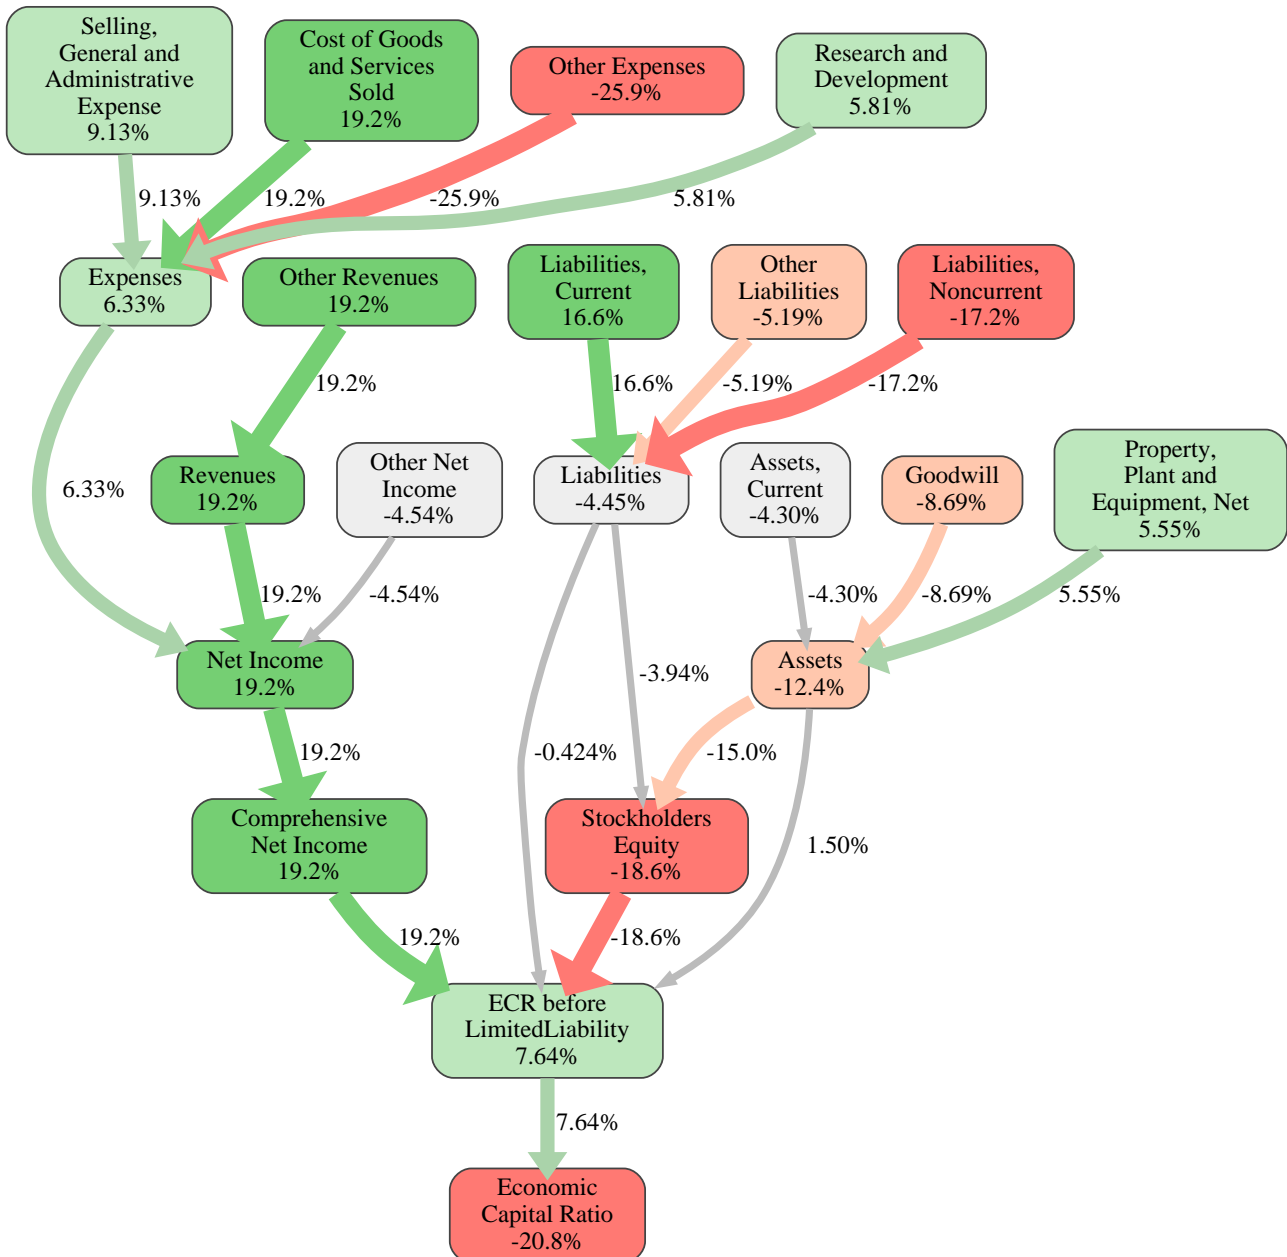 Selling,
General and
Administrative
Expense
9.13%
Cost of Goods
and Services
Sold
19.2%
Other Expenses
-25.9%
Research and
Development
5.81%
9.13%
19.2%
-25.9%
5.81%
Expenses
6.33%
Other Revenues
19.2%
Liabilities,
Current
16.6%
Other
Liabilities
-5.19%
Liabilities,
Noncurrent
-17.2%
19.2%
16.6%
-5.19%
-17.2%
6.33%
Revenues
19.2%
Other Net
Income
-4.54%
Liabilities
-4.45%
Assets,
Current
-4.30%
Goodwill
-8.69%
Property,
Plant and
Equipment, Net
5.55%
19.2%
-4.54%
-4.30%
-8.69%
5.55%
Net Income
19.2%
-3.94%
Assets
-12.4%
19.2%
-0.424%
-15.0%
Comprehensive
Net Income
19.2%
Stockholders
Equity
-18.6%
1.50%
19.2%
-18.6%
ECR before
LimitedLiability
7.64%
7.64%
Economic
Capital Ratio
-20.8%